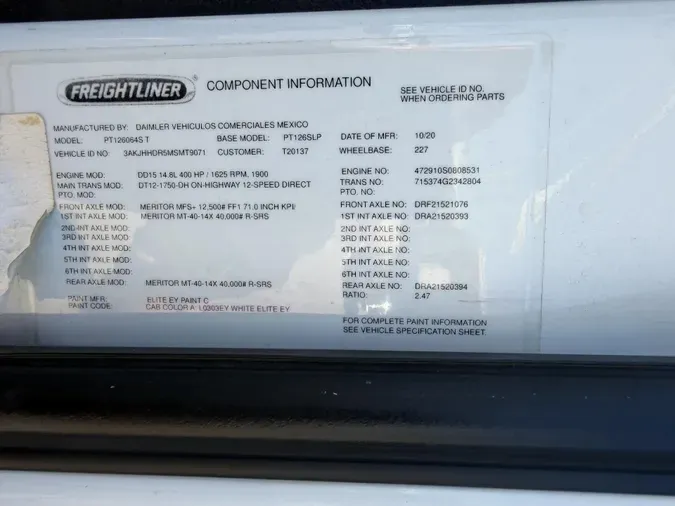 FREIGHTLINER® COMPONENT INFORMATION
SEE VEHICLE ID NO.
WHEN ORDERING PARTS
MANUFACTURED BY: DAIMLER VEHICULOS COMERCIALES MEXICO
MODEL: PT126064S T BASE MODEL: PT126SLP DATE OF MFR: 10/20
VEHICLE ID NO: 3AKJHHDR5MSMT9071 CUSTOMER: T20137 WHEELBASE: 227
ENGINE MOD: DD15 14.8L 400 HP / 1625 RPM, 1900 ENGINE NO: 472910S0808531
MAIN TRANS MOD: DT12-1750-DH ON-HIGHWAY 12-SPEED DIRECT TRANS NO: 715374G2342804
PTO. MOD: PTO. NO:
FRONT AXLE MOD: MERITOR MFS+ 12,500# FF1 71.0 INCH KPI/ FRONT AXLE NO: DRF21521076
1ST INT AXLE MOD: MERITOR MT-40-14X 40,000# R-SRS 1ST INT AXLE NO: DRA21520393
2ND INT AXLE MOD: 2ND INT AXLE NO:
3RD INT AXLE MOD: 3RD INT AXLE NO:
4TH INT AXLE MOD: 4TH INT AXLE NO:
5TH INT AXLE MOD: 5TH INT AXLE NO:
6TH INT AXLE MOD: 6TH INT AXLE NO:
REAR AXLE MOD: MERITOR MT-40-14X 40,000# R-SRS REAR AXLE NO: DRA21520394
PAINT MFR: ELITE EY PAINT C RATIO: 2.47
PAINT CODE: CAB COLOR A: L0303EY WHITE ELITE EY
FOR COMPLETE PAINT INFORMATION
SEE VEHICLE SPECIFICATION SHEET.